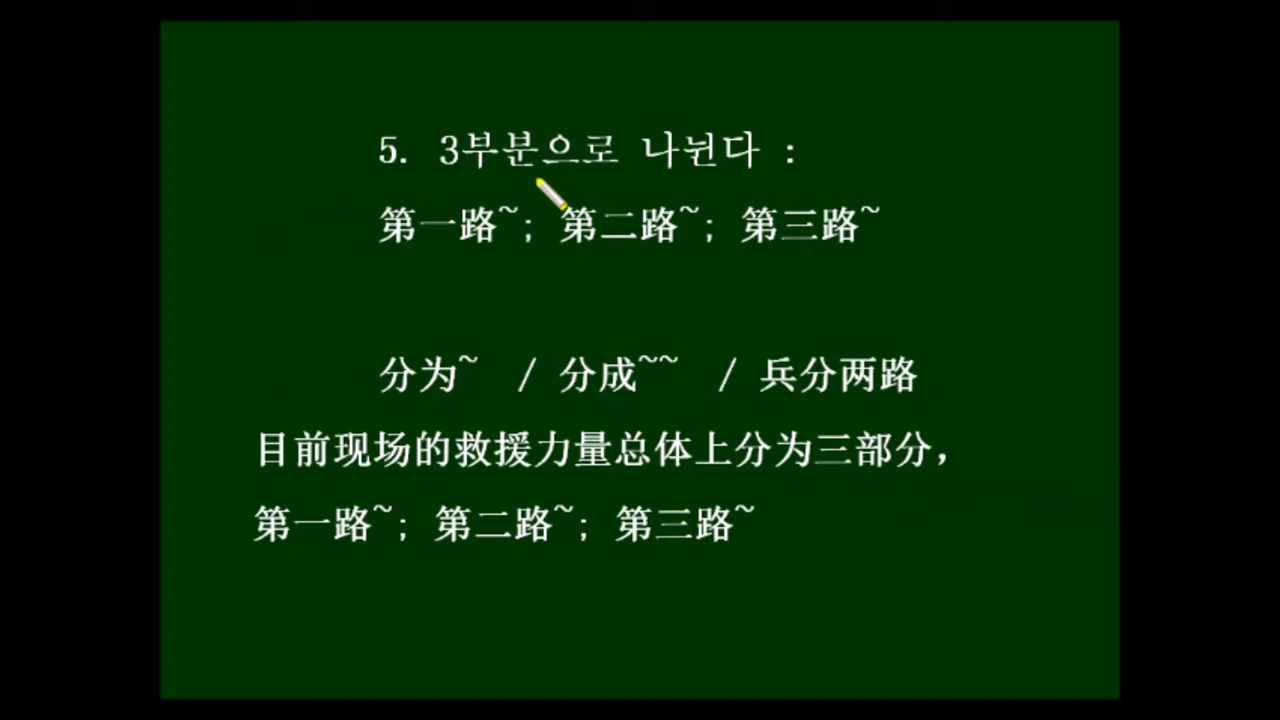 5. 3부분으로 나뉜다 :
第一路~; 第二路~; 第三路~
分为~ / 分成~~ / 兵分两路
目前现场的救援力量总体上分为三部分，
第一路~; 第二路~; 第三路~